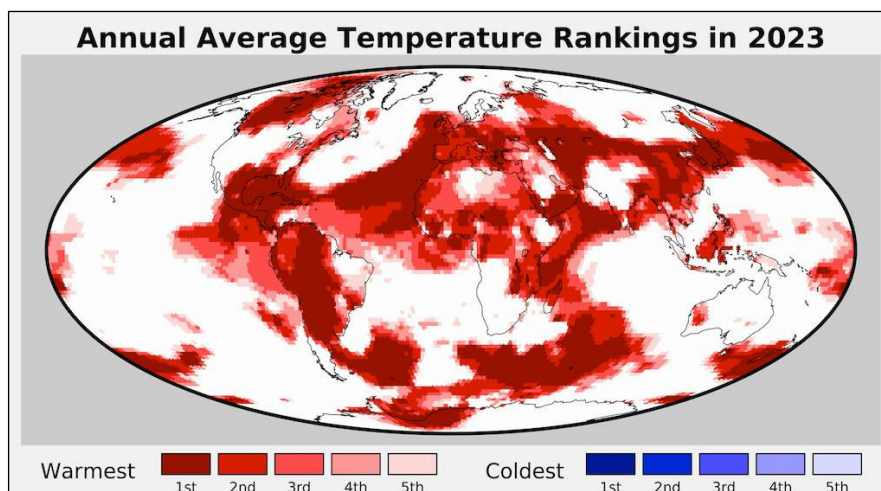 Annual Average Temperature Rankings in 2023
Warmest 1st 2nd 3rd 4th 5th Coldest 1st 2nd 3rd 4th 5th